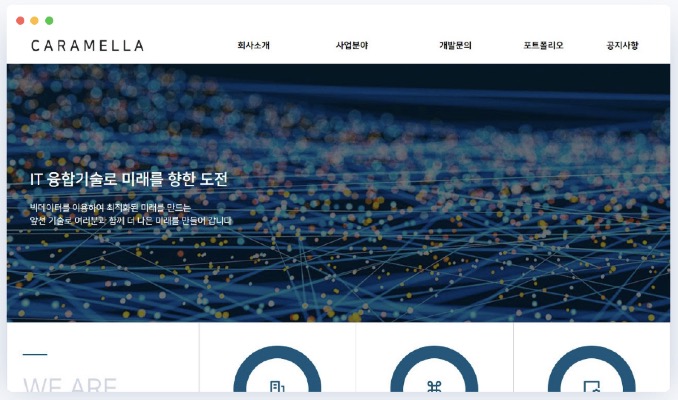 CARAMELLA
회사소개 사업분야 개발문의 포트폴리오 공지사항
IT 융합기술로 미래를 향한 도전
빅데이터를 이용하여 최적화된 미래를 만드는
앞선 기술로 여러분과 함께 더 나은 미래를 만들어 갑니다
WE ARE